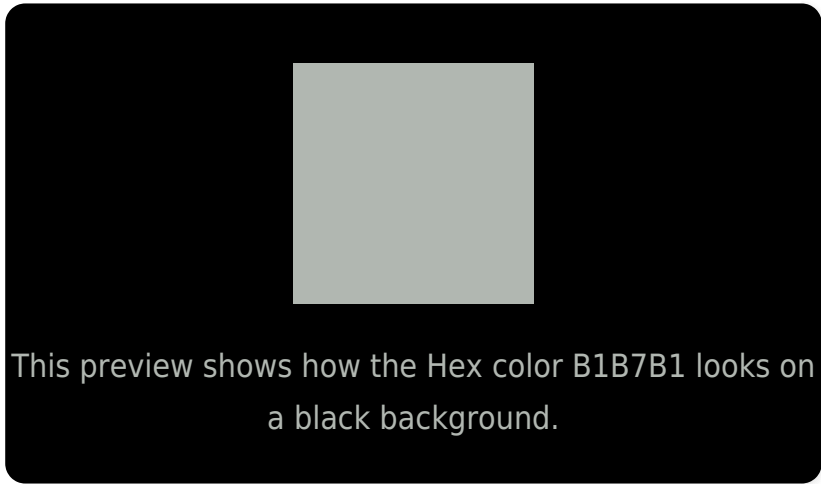 This preview shows how the Hex color B1B7B1 looks on
a black background.